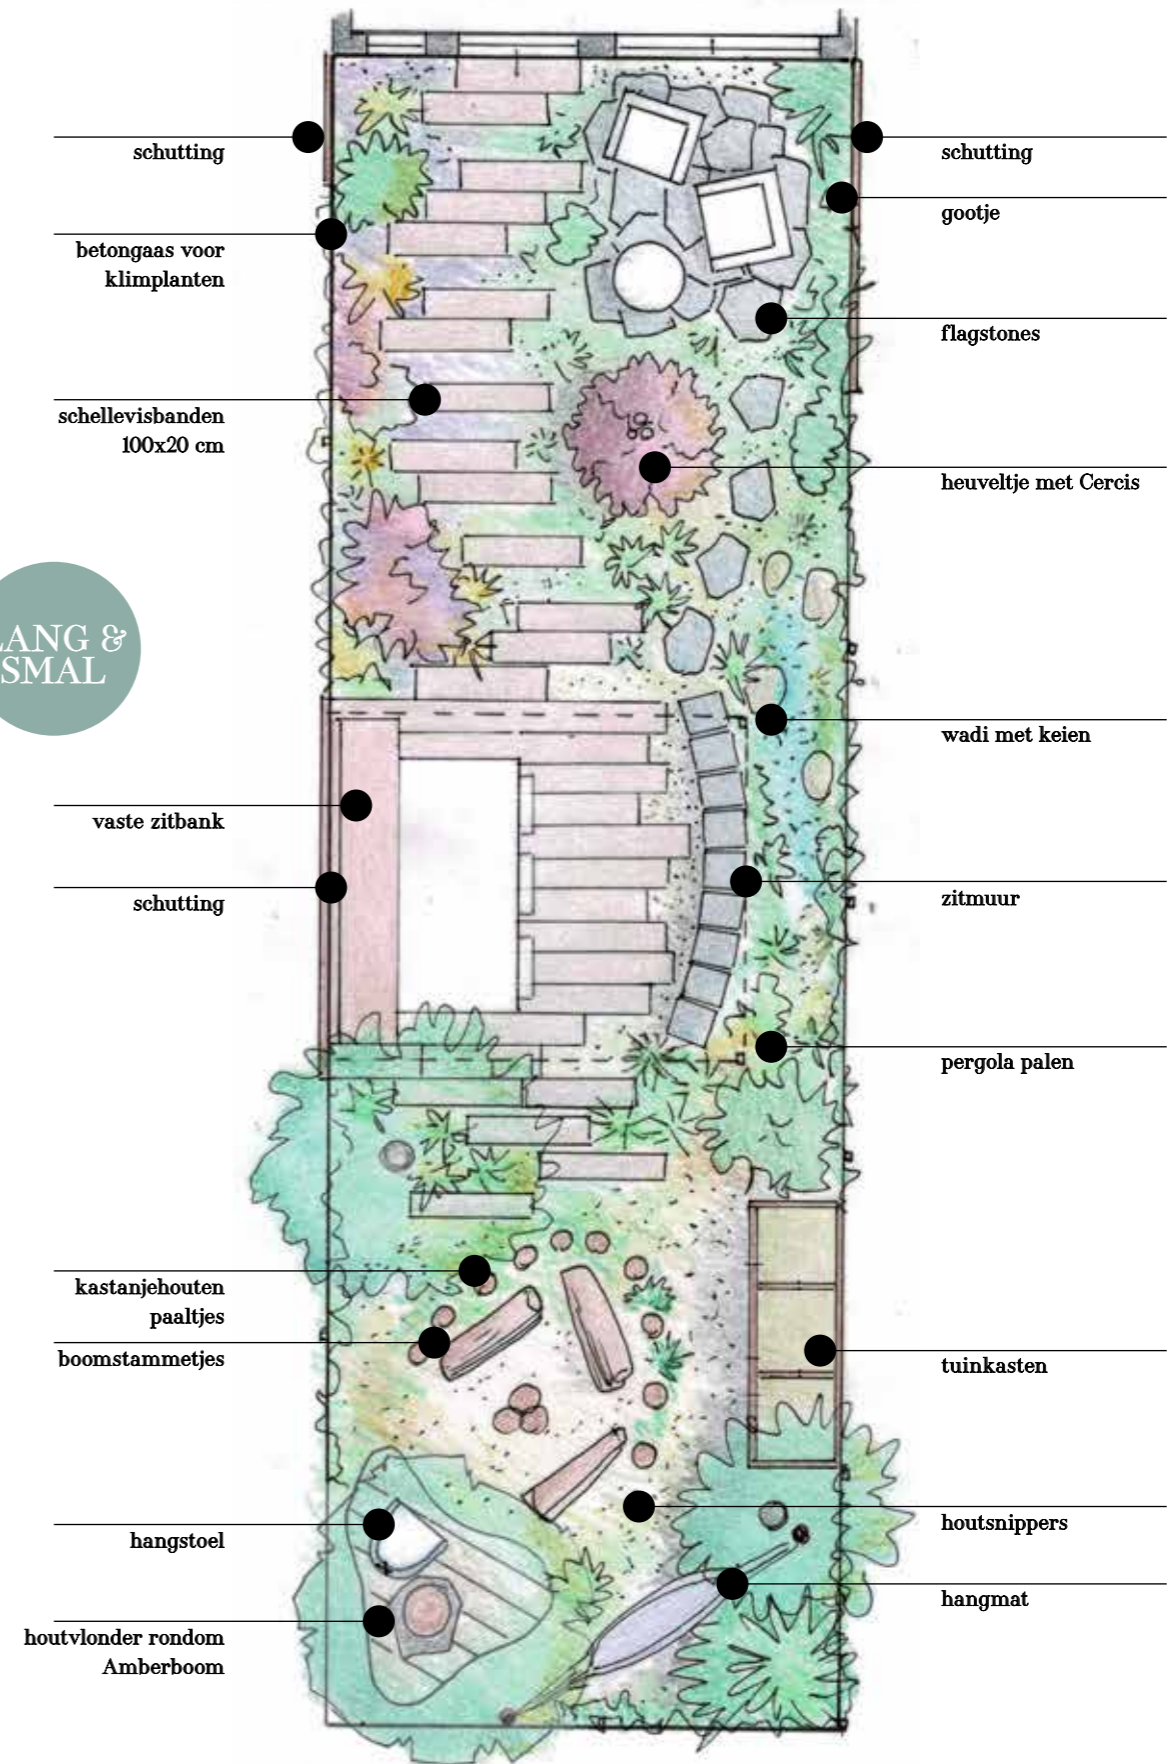 schutting
betongaas voor
klimplanten
schellevisbanden
100x20 cm
LANG &
SMAL
vaste zitbank
schutting
kastanjehouten
paaltjes
boomstammetjes
hangstoel
houtvlonder rondom
Amberboom
schutting
gootje
flagstones
heuveltje met Cercis
wadi met keien
zitmuur
pergola palen
tuinkasten
houtsnippers
hangmat